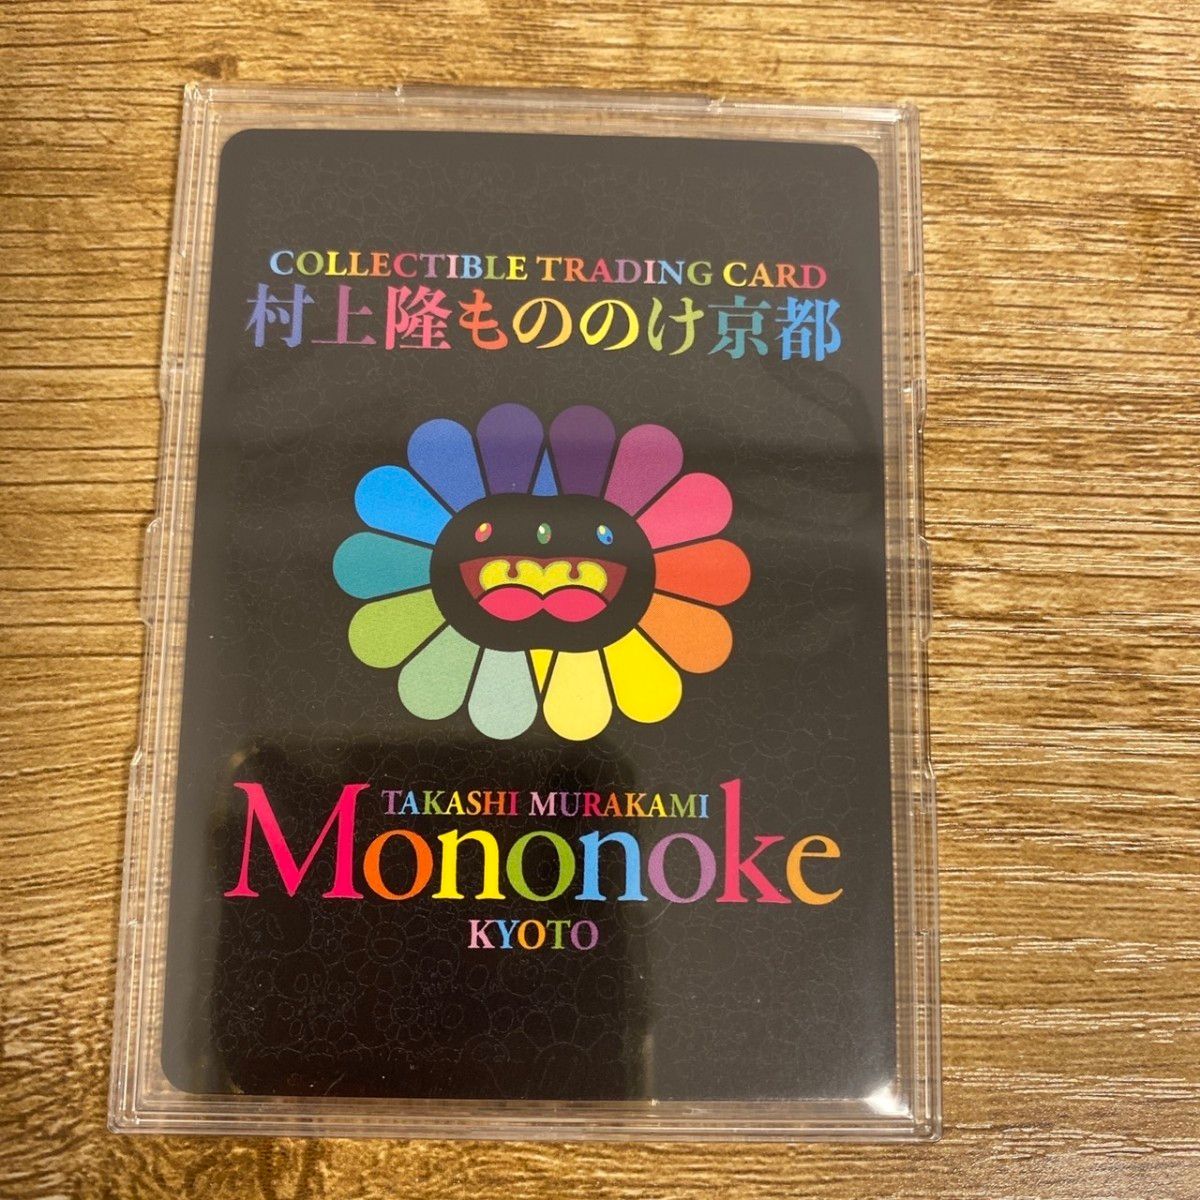 COLLECTIBLE TRADING CARD
村上隆もののけ京都
TAKASHI MURAKAMI
Mononoke
KYOTO